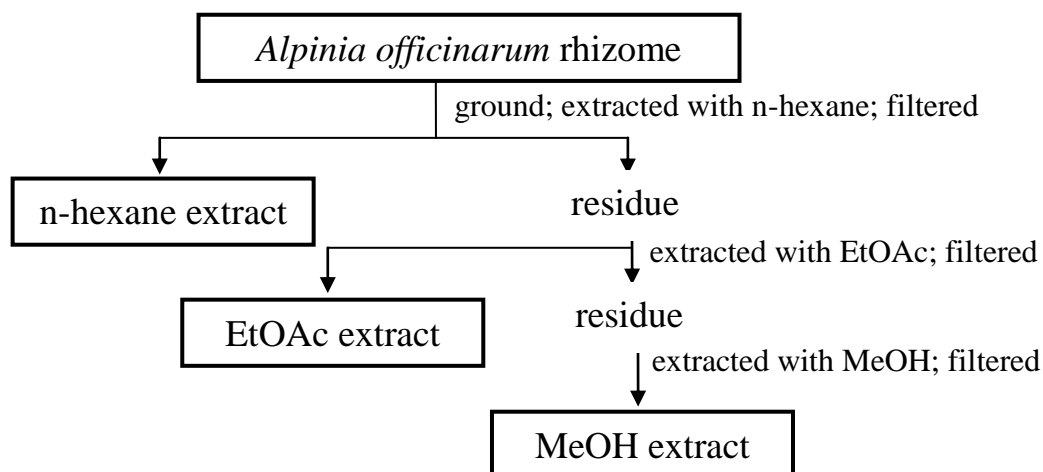 Alpinia officinarum rhizome
ground; extracted with n-hexane; filtered
n-hexane extract
residue
extracted with EtOAc; filtered
EtOAc extract
residue
extracted with MeOH; filtered
MeOH extract